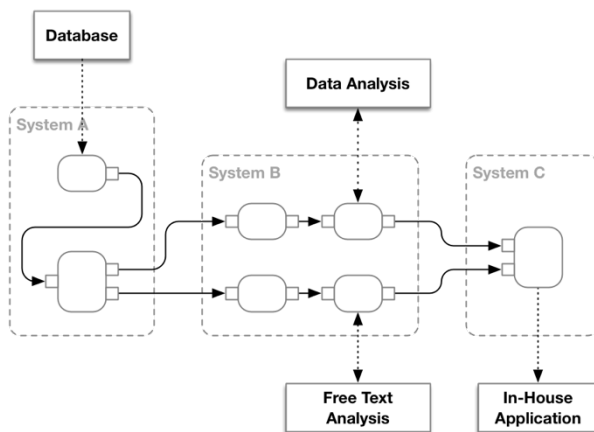 Database
Data Analysis
System A
System B
System C
Free Text
Analysis
In-House
Application